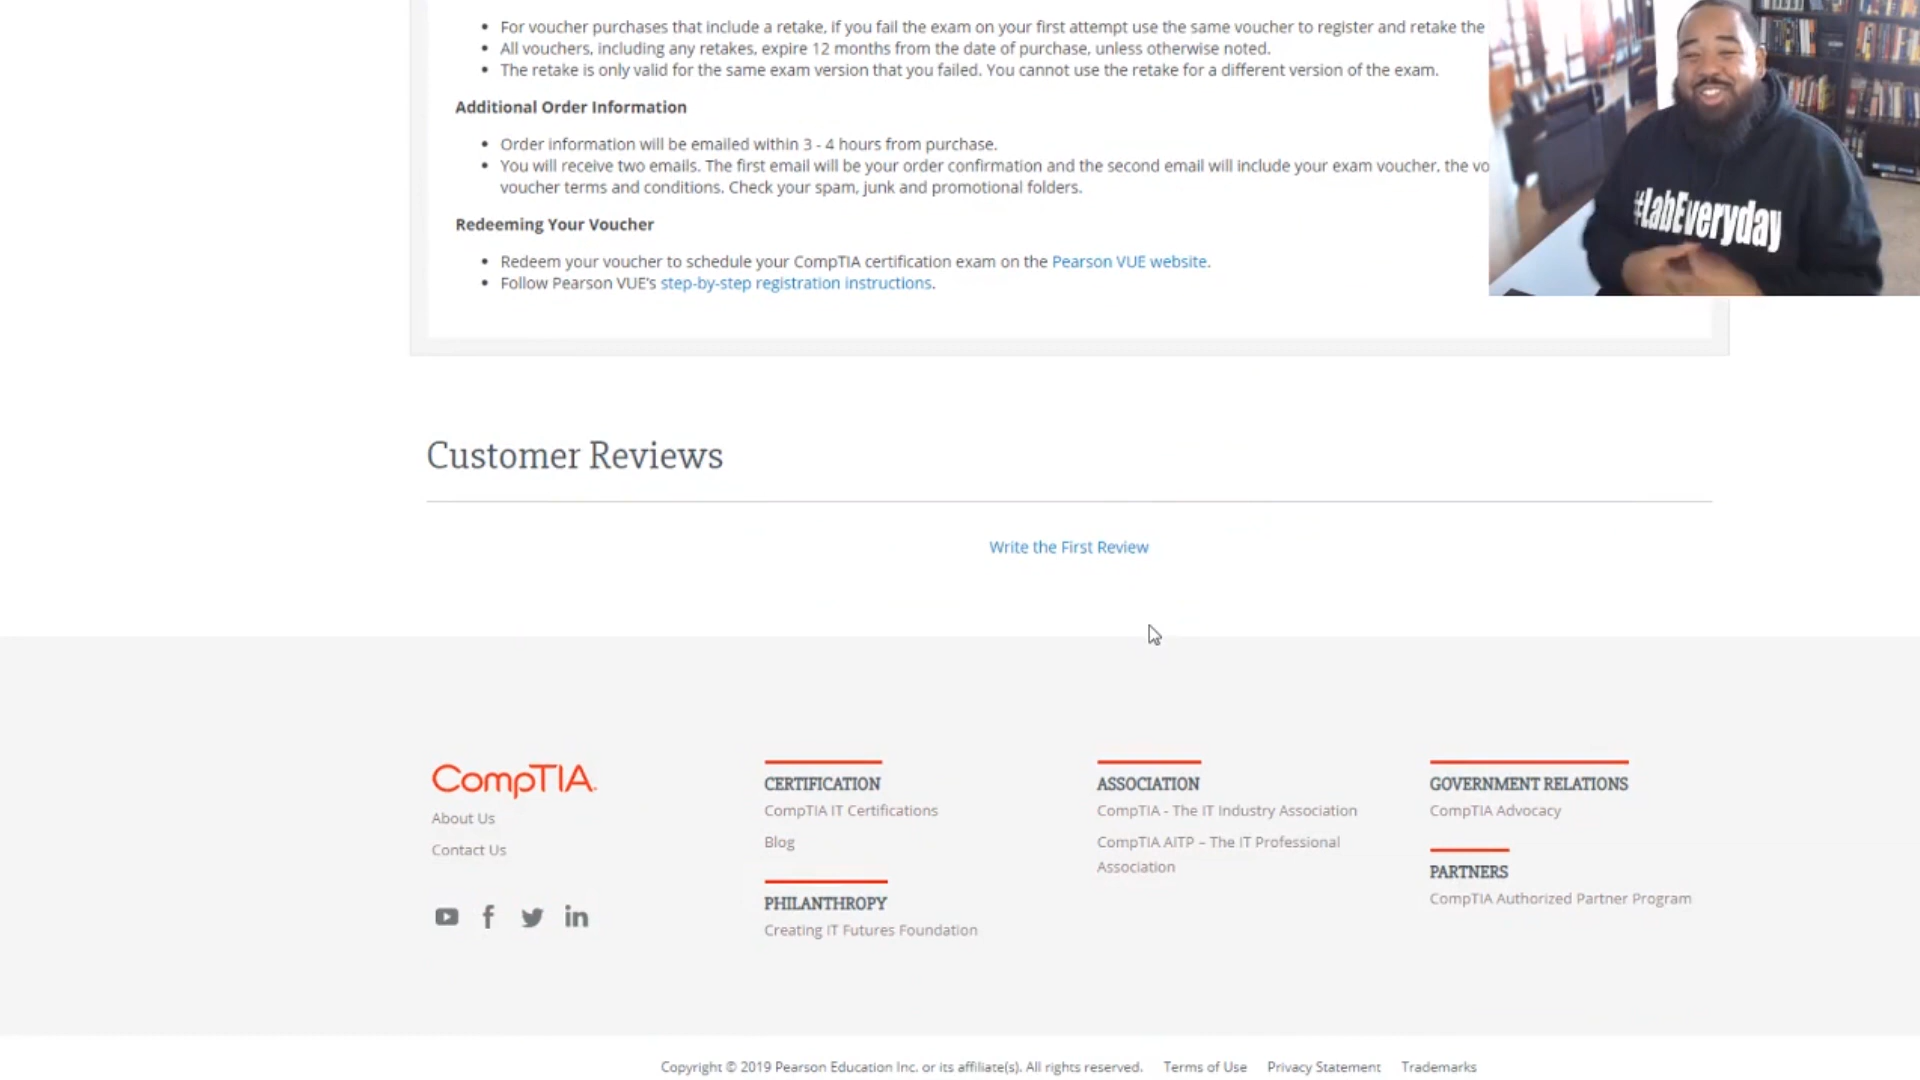 For voucher purchases that include a retake, if you fail the exam on your first attempt use the same voucher to register and retake the
All vouchers, including any retakes, expire 12 months from the date of purchase, unless otherwise noted.
The retake is only valid for the same exam version that you failed. You cannot use the retake for a different version of the exam.
Additional Order Information
Order information will be emailed within 3 - 4 hours from purchase.
You will receive two emails. The first email will be your order confirmation and the second email will include your exam voucher, the
voucher terms and conditions. Check your spam, junk and promotional folders.
Redeeming Your Voucher
Redeem your voucher to schedule your CompTIA certification exam on the Pearson VUE website.
Follow Pearson VUE's step-by-step registration instructions.
#LabEveryday
Customer Reviews
Write the First Review
CompTIA.
About Us
Contact Us
CERTIFICATION
CompTIA IT Certifications
Blog
PHILANTHROPY
Creating IT Futures Foundation
ASSOCIATION
CompTIA - The IT Industry Association
CompTIA AITP – The IT Professional
Association
GOVERNMENT RELATIONS
CompTIA Advocacy
PARTNERS
CompTIA Authorized Partner Program
Copyright © 2019 Pearson Education Inc. or its affiliate(s). All rights reserved. Terms of Use Privacy Statement Trademarks